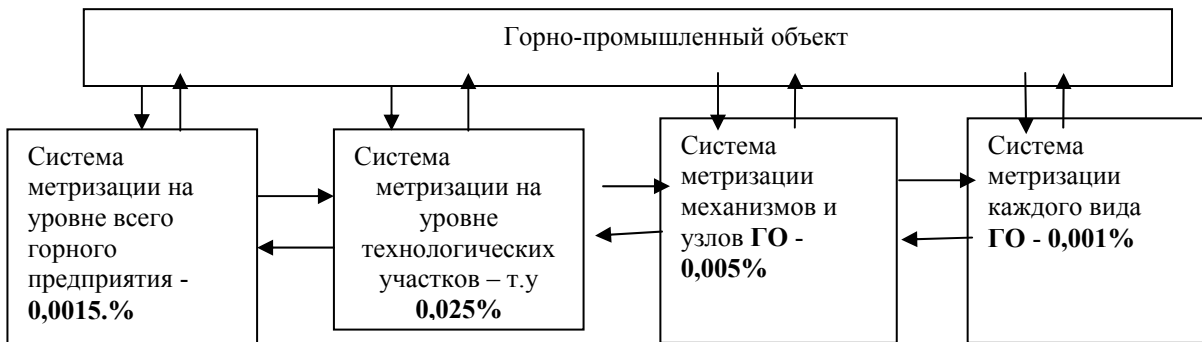 Горно-промышленный объект
Система
метризации на
уровне всего
горного
предприятия -
0,0015.%
Система
метризации на
уровне
технологических
участков – т.у
0,025%
Система
метризации
механизмов и
узлов ГО -
0,005%
Система
метризации
каждого вида
ГО - 0,001%